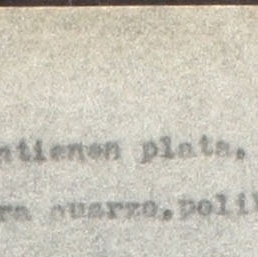 ntienen plata.
ra cuarzo,poli